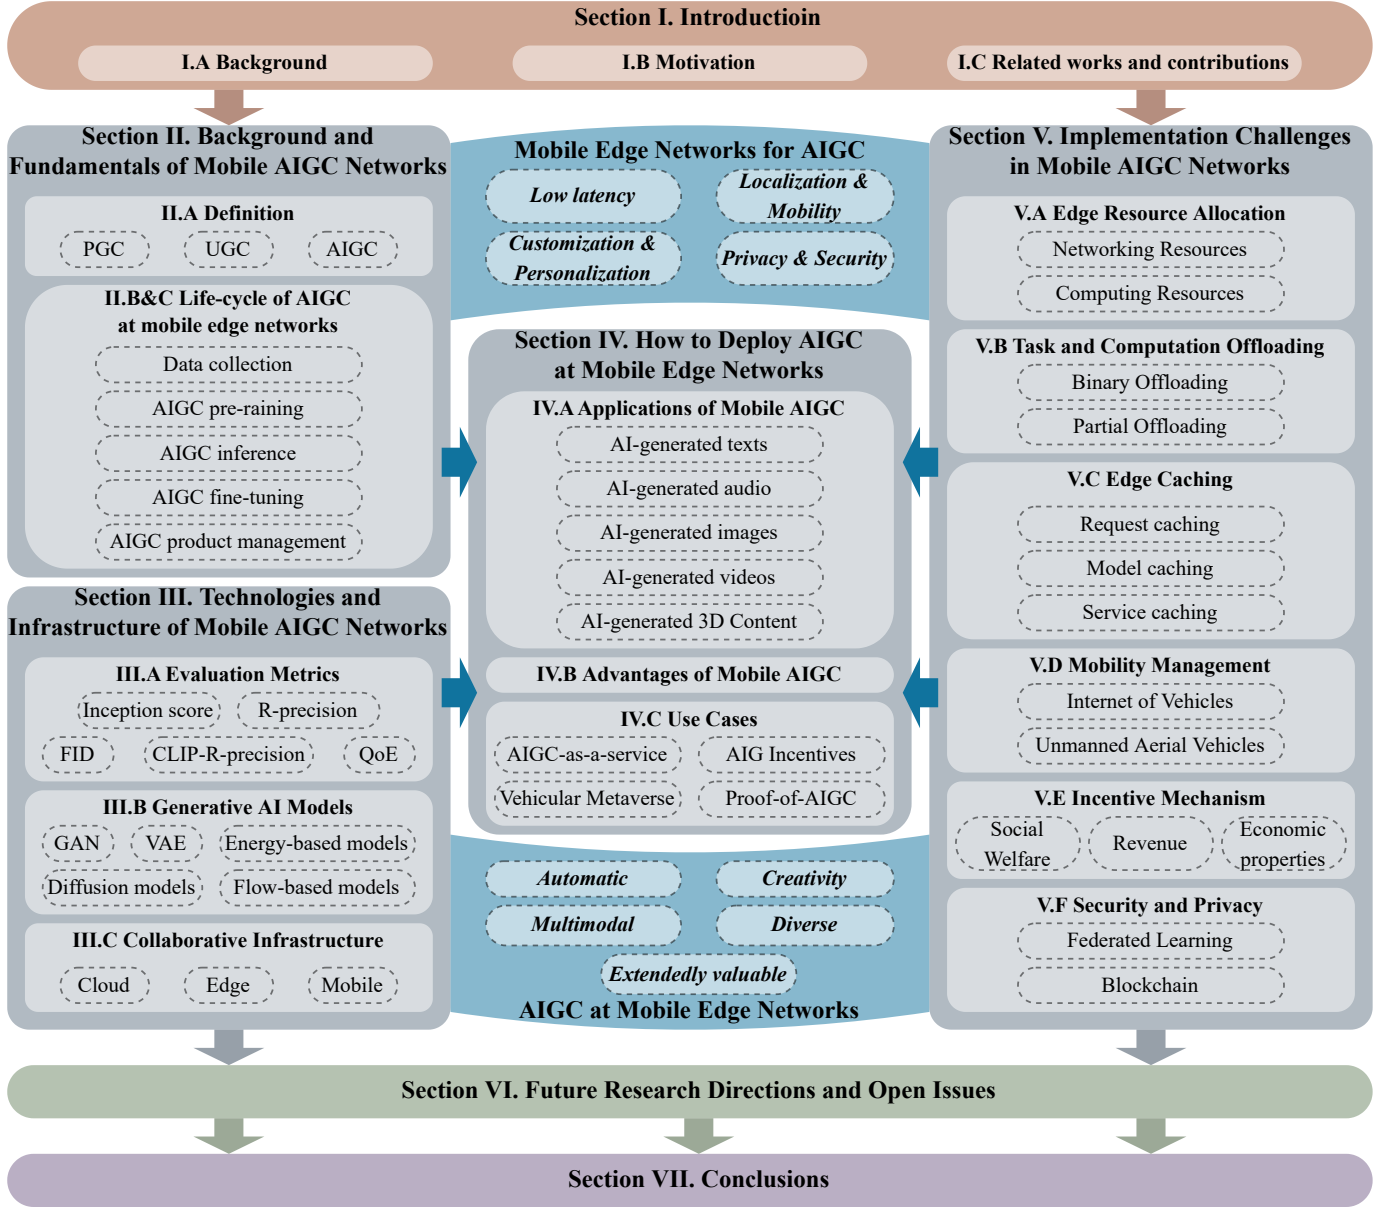 Section I. Introductioin
I.A Background
I.B Motivation
I.C Related works and contributions
Section II. Background and
Fundamentals of Mobile AIGC Networks
II.A Definition
PGC
UGC
AIGC
II.B&C Life-cycle of AIGC
at mobile edge networks
Data collection
AIGC pre-raining
AIGC inference
AIGC fine-tuning
AIGC product management
Section III. Technologies and
Infrastructure of Mobile AIGC Networks
III.A Evaluation Metrics
Inception score
R-precision
FID
CLIP-R-precision
QoE
III.B Generative AI Models
GAN
VAE
Energy-based models
Diffusion models
Flow-based models
III.C Collaborative Infrastructure
Cloud
Edge
Mobile
Mobile Edge Networks for AIGC
Low latency
Localization &
Mobility
Customization &
Personalization
Privacy & Security
Section IV. How to Deploy AIGC
at Mobile Edge Networks
IV.A Applications of Mobile AIGC
AI-generated texts
AI-generated audio
AI-generated images
AI-generated videos
AI-generated 3D Content
IV.B Advantages of Mobile AIGC
IV.C Use Cases
AIGC-as-a-service
AIG Incentives
Vehicular Metaverse
Proof-of-AIGC
Automatic
Creativity
Multimodal
Diverse
Extendedly valuable
AIGC at Mobile Edge Networks
Section V. Implementation Challenges
in Mobile AIGC Networks
V.A Edge Resource Allocation
Networking Resources
Computing Resources
V.B Task and Computation Offloading
Binary Offloading
Partial Offloading
V.C Edge Caching
Request caching
Model caching
Service caching
V.D Mobility Management
Internet of Vehicles
Unmanned Aerial Vehicles
V.E Incentive Mechanism
Social
Welfare
Revenue
Economic
properties
V.F Security and Privacy
Federated Learning
Blockchain
Section VI. Future Research Directions and Open Issues
Section VII. Conclusions